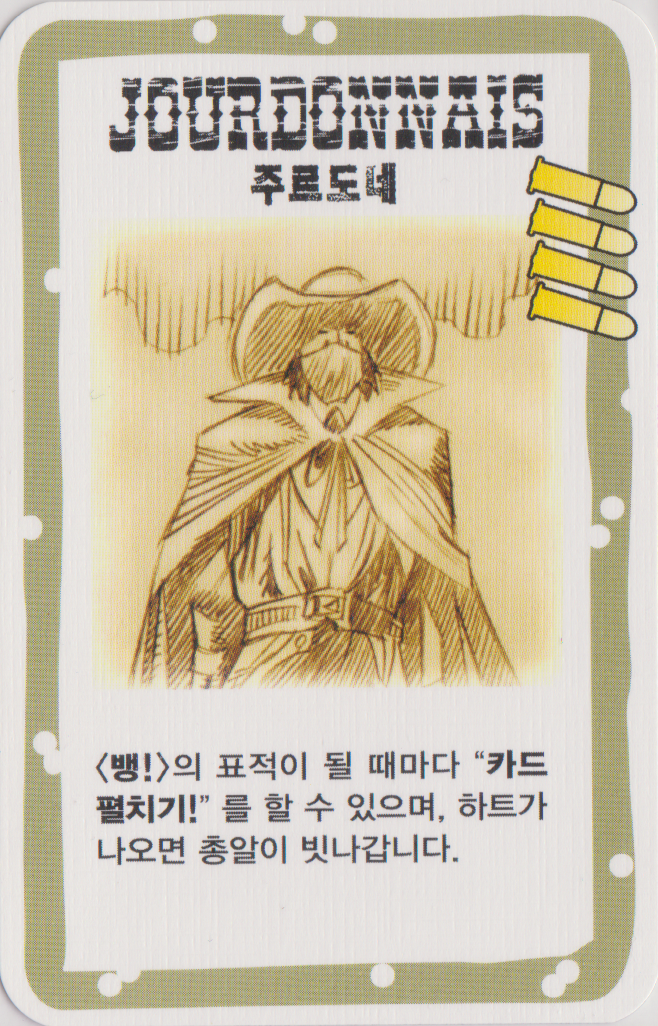 JOURDONNAIS
주르도네
〈뱅!〉의 표적이 될 때마다 “카드
펼치기!” 를 할 수 있으며, 하트가
나오면 총알이 빗나갑니다.